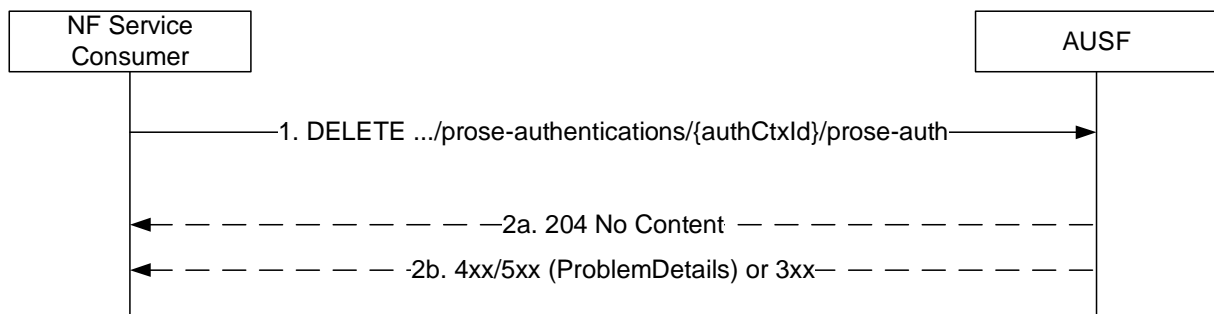 NF Service
Consumer
AUSF
1. DELETE .../prose-authentications/{authCtxId}/prose-auth
2a. 204 No Content
2b. 4xx/5xx (ProblemDetails) or 3xx